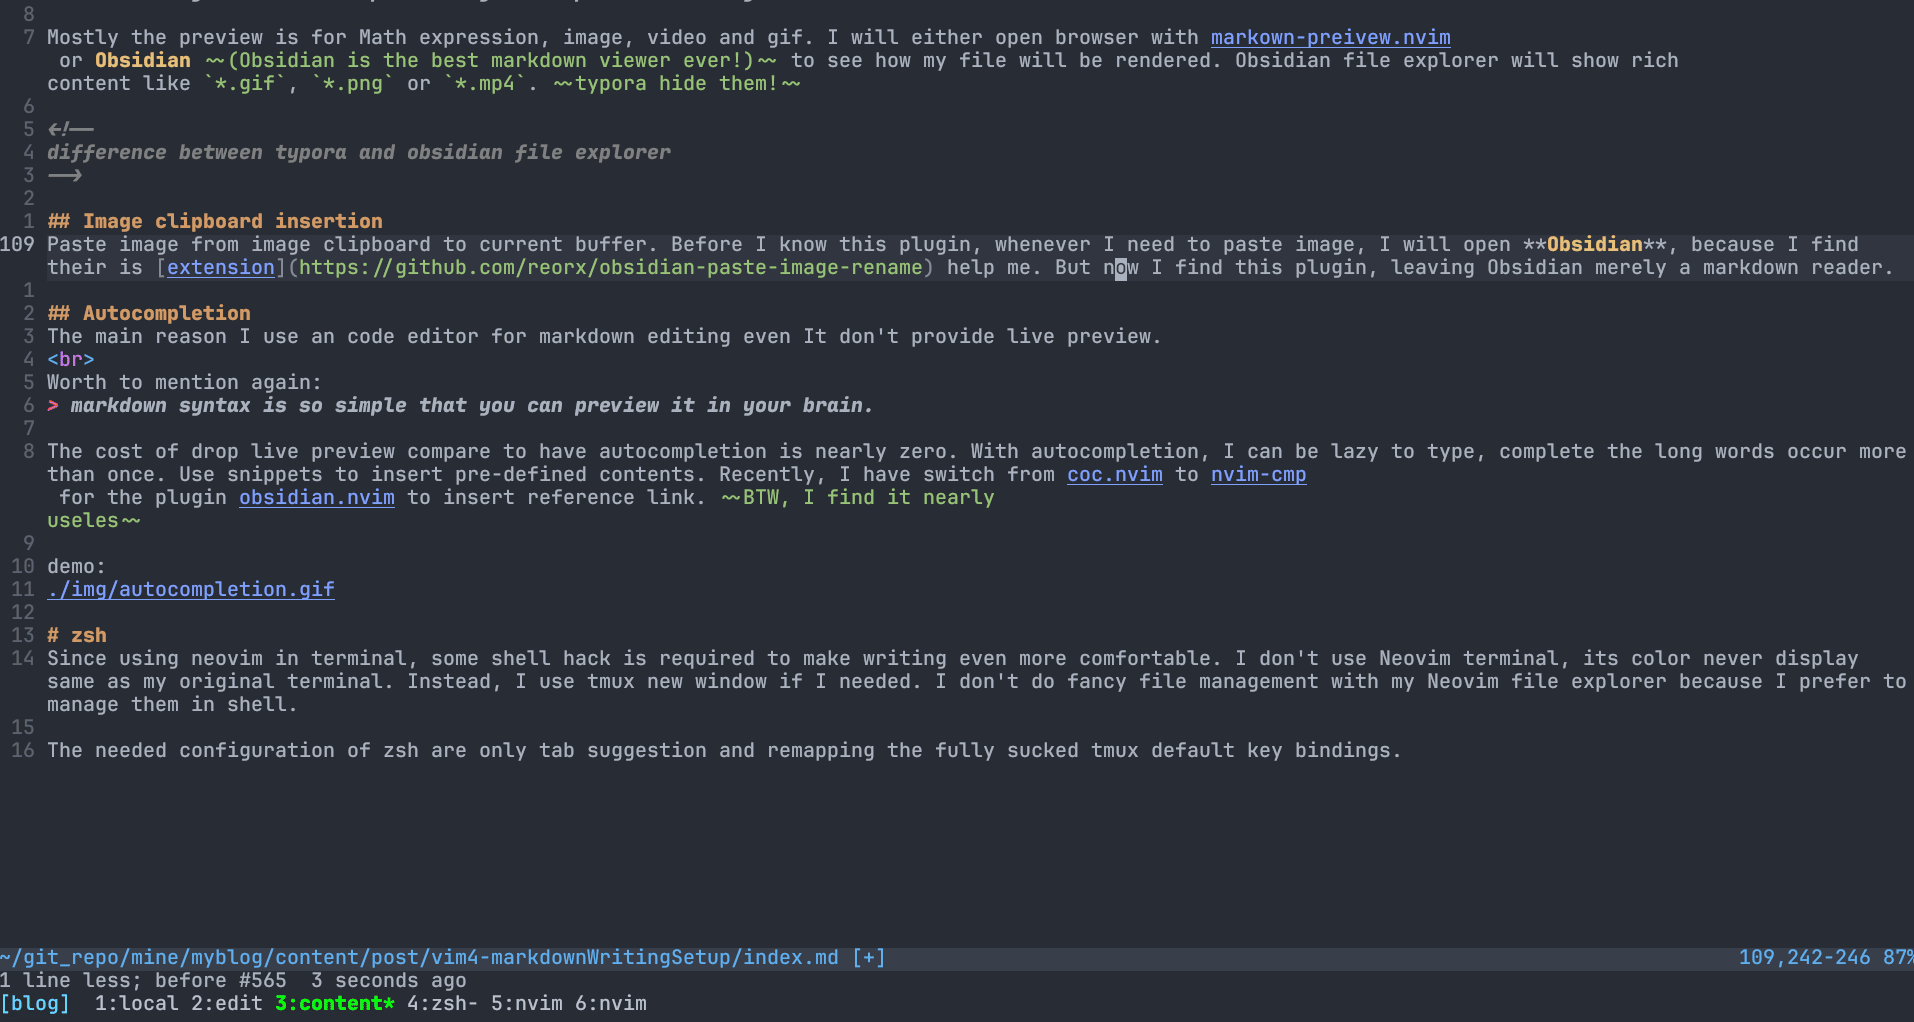 8
7 Mostly the preview is for Math expression, image, video and gif. I will either open browser with markown-preivew.nvim
or Obsidian ~~(Obsidian is the best markdown viewer ever!)~~ to see how my file will be rendered. Obsidian file explorer will show rich
content like `*.gif`, `*.png` or `*.mp4`. ~~typora hide them!~~
6
5 <!--
4 difference between typora and obsidian file explorer
3 -->
2
1 ## Image clipboard insertion
109 Paste image from image clipboard to current buffer. Before I know this plugin, whenever I need to paste image, I will open **Obsidian**, because I find
their is [extension](https://github.com/reorx/obsidian-paste-image-rename) help me. But now I find this plugin, leaving Obsidian merely a markdown reader.
1
2 ## Autocompletion
3 The main reason I use an code editor for markdown editing even It don't provide live preview.
4 <br>
5 Worth to mention again:
6 > markdown syntax is so simple that you can preview it in your brain.
7
8 The cost of drop live preview compare to have autocompletion is nearly zero. With autocompletion, I can be lazy to type, complete the long words occur more
than once. Use snippets to insert pre-defined contents. Recently, I have switch from coc.nvim to nvim-cmp
for the plugin obsidian.nvim to insert reference link. ~~BTW, I find it nearly
useles~~
9
10 demo:
11 ./img/autocompletion.gif
12
13 # zsh
14 Since using neovim in terminal, some shell hack is required to make writing even more comfortable. I don't use Neovim terminal, its color never display
same as my original terminal. Instead, I use tmux new window if I needed. I don't do fancy file management with my Neovim file explorer because I prefer to
manage them in shell.
15
16 The needed configuration of zsh are only tab suggestion and remapping the fully sucked tmux default key bindings.
~/git_repo/mine/myblog/content/post/vim4-markdownWritingSetup/index.md [+] 109,242-246 87%
1 line less; before #565  3 seconds ago
[blog]  1:local 2:edit 3:content* 4:zsh- 5:nvim 6:nvim